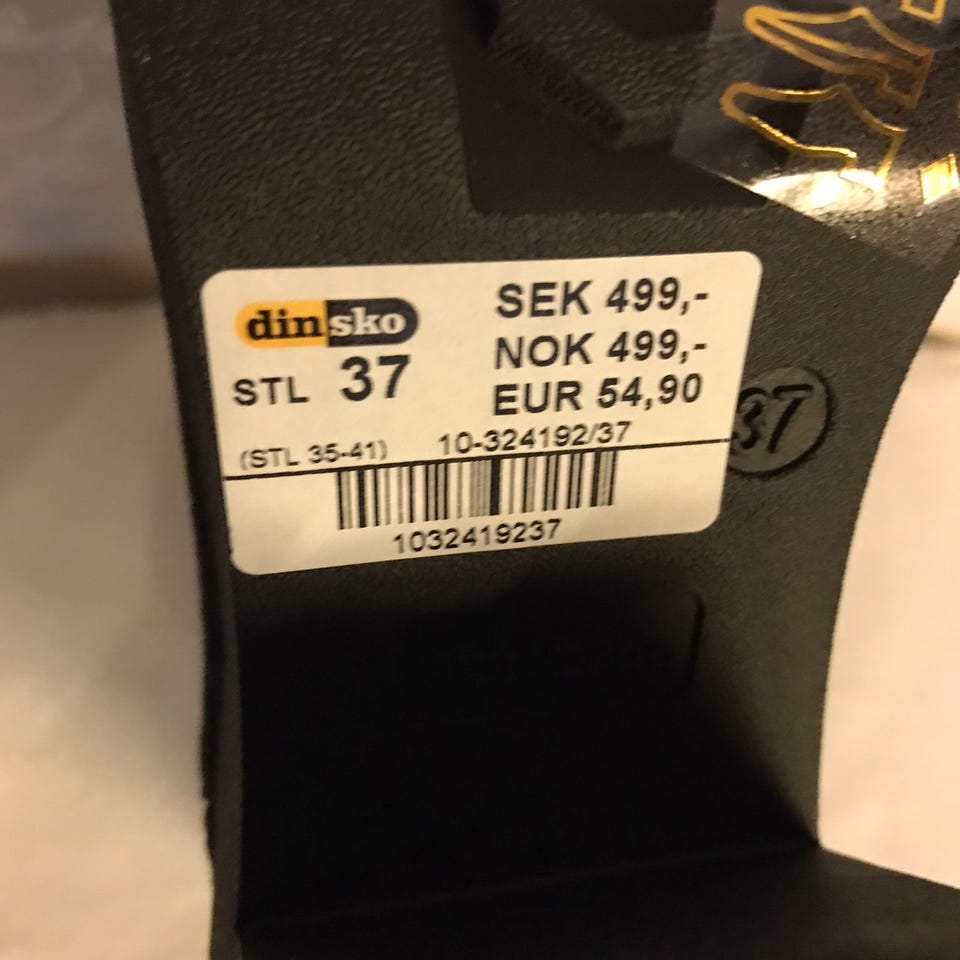 dinsko
SEK 499,-
NOK 499,-
EUR 54,90
STL 37
(STL 35-41)
10-324192/37
1032419237
37